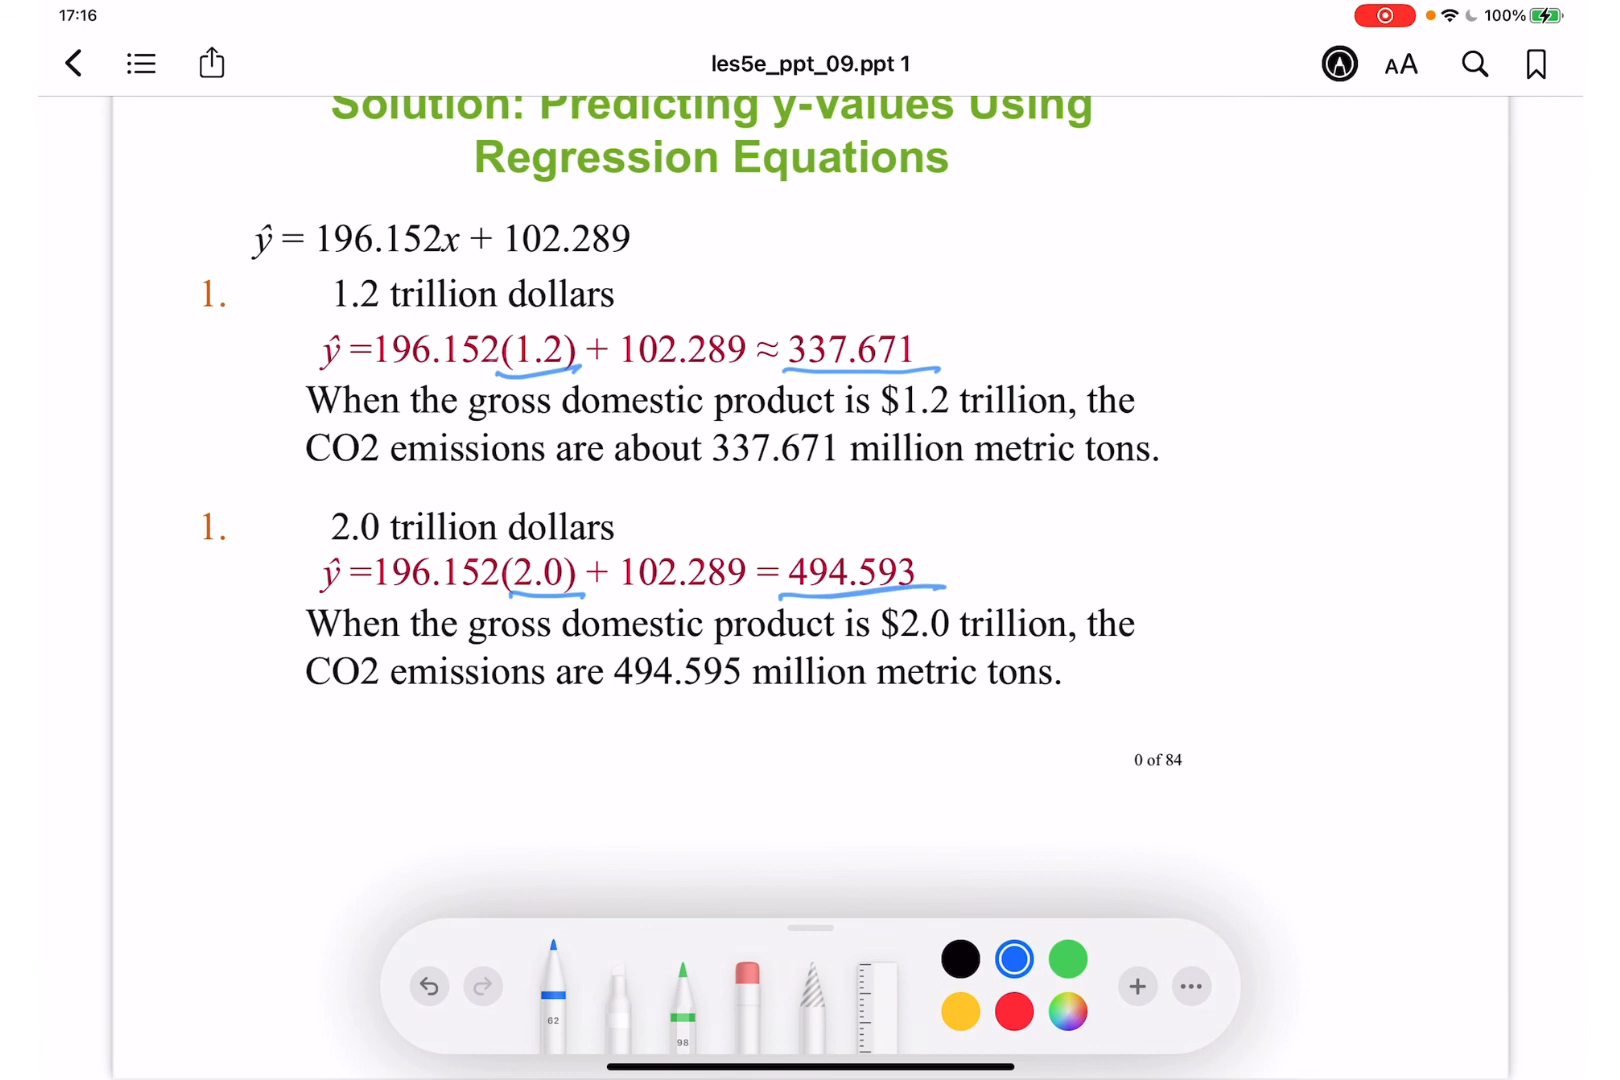 17:16
100%
les5e_ppt_09.ppt 1
AA
Solution: Predicting y-Values Using
Regression Equations
ŷ = 196.152x + 102.289
1. 1.2 trillion dollars
ŷ =196.152(1.2) + 102.289 ≈ 337.671
When the gross domestic product is $1.2 trillion, the
CO2 emissions are about 337.671 million metric tons.
1. 2.0 trillion dollars
ŷ =196.152(2.0) + 102.289 = 494.593
When the gross domestic product is $2.0 trillion, the
CO2 emissions are 494.595 million metric tons.
0 of 84
62
98